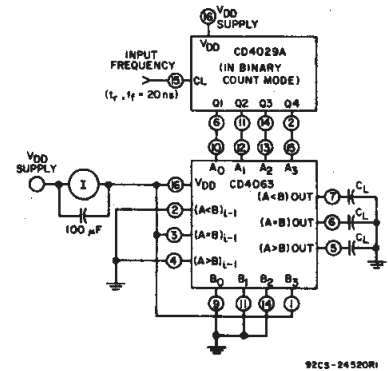 16 VDD SUPPLY
VDD
CD4029A
(IN BINARY COUNT MODE)
INPUT FREQUENCY
15 CL
(tr, tf = 20ns)
Q1 Q2 Q3 Q4
6 11 14 2
10 12 13 15
A0 A1 A2 A3
VDD SUPPLY
I
100 µF
16 VDD
CD4063
2 (A<B)i-1
3 (A=B)i-1
4 (A>B)i-1
(A<B) OUT 7 CL
(A=B) OUT 6 CL
(A>B) OUT 5 CL
B0 B1 B2 B3
9 11 14 1
92CS-24520R1